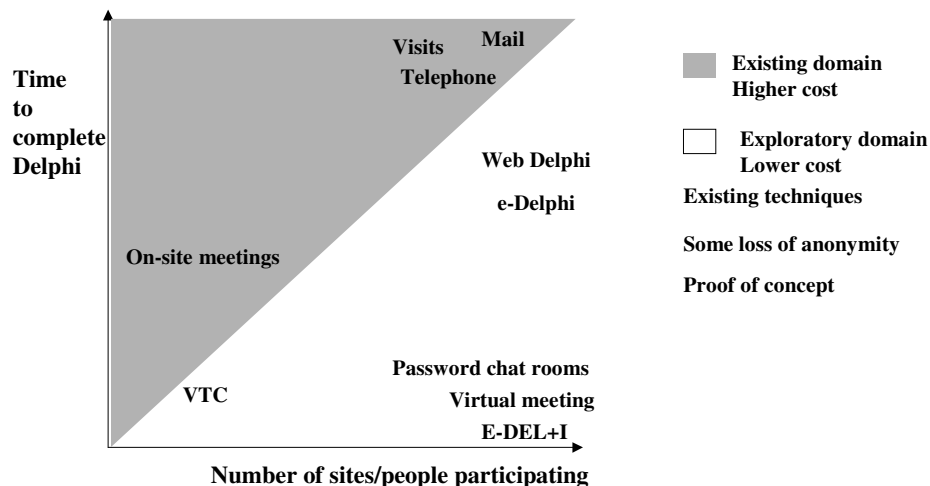 Time
to
complete
Delphi
Visits
Mail
Telephone
Web Delphi
e-Delphi
On-site meetings
Password chat rooms
VTC
Virtual meeting
E-DEL+I
Number of sites/people participating
Existing domain
Higher cost
Exploratory domain
Lower cost
Existing techniques
Some loss of anonymity
Proof of concept